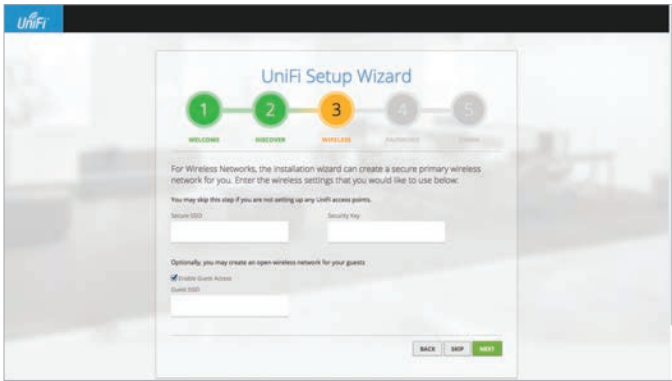 UniFi
UniFi Setup Wizard
1 2 3 4 5
WELCOME DISCOVER WIRELESS PASSWORD
For Wireless Networks, the installation wizard can create a secure primary wireless
network for you. Enter the wireless settings that you would like to use below:
You may skip this step if you are not setting up any UniFi access points.
Secure SSID Security Key
Optionally, you may create an open wireless network for your guests
Enable Guest Access
Guest SSID
BACK SKIP NEXT